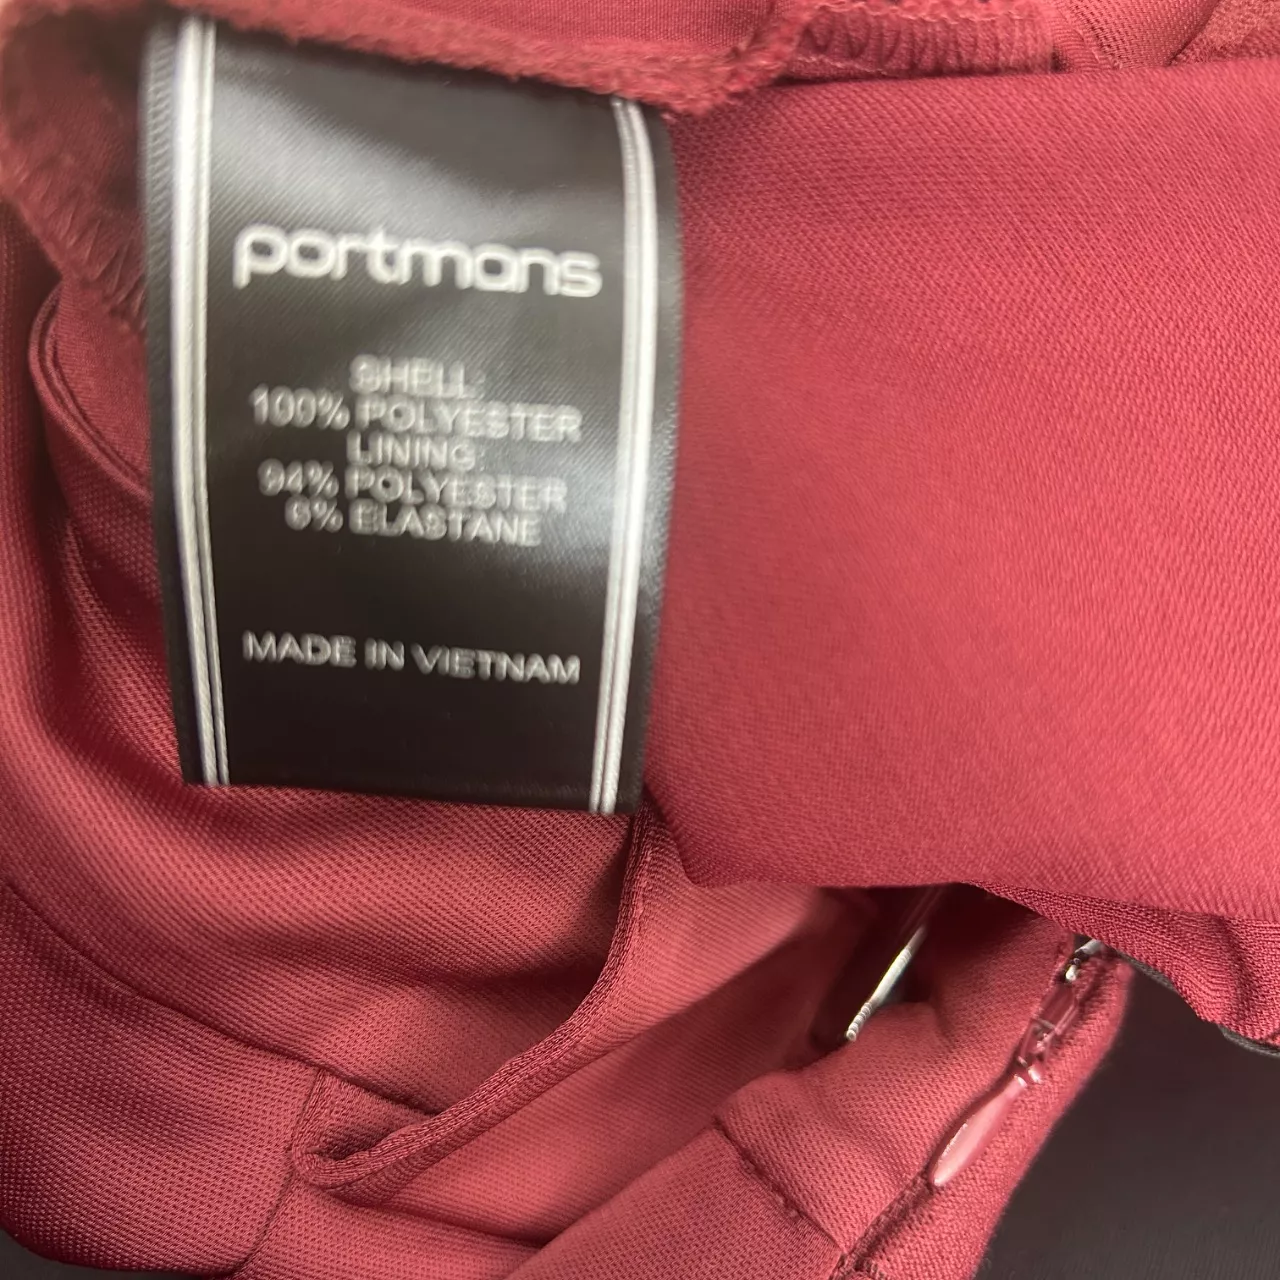 portmans
SHELL:
100% POLYESTER
LINING:
94% POLYESTER
6% ELASTANE
MADE IN VIETNAM